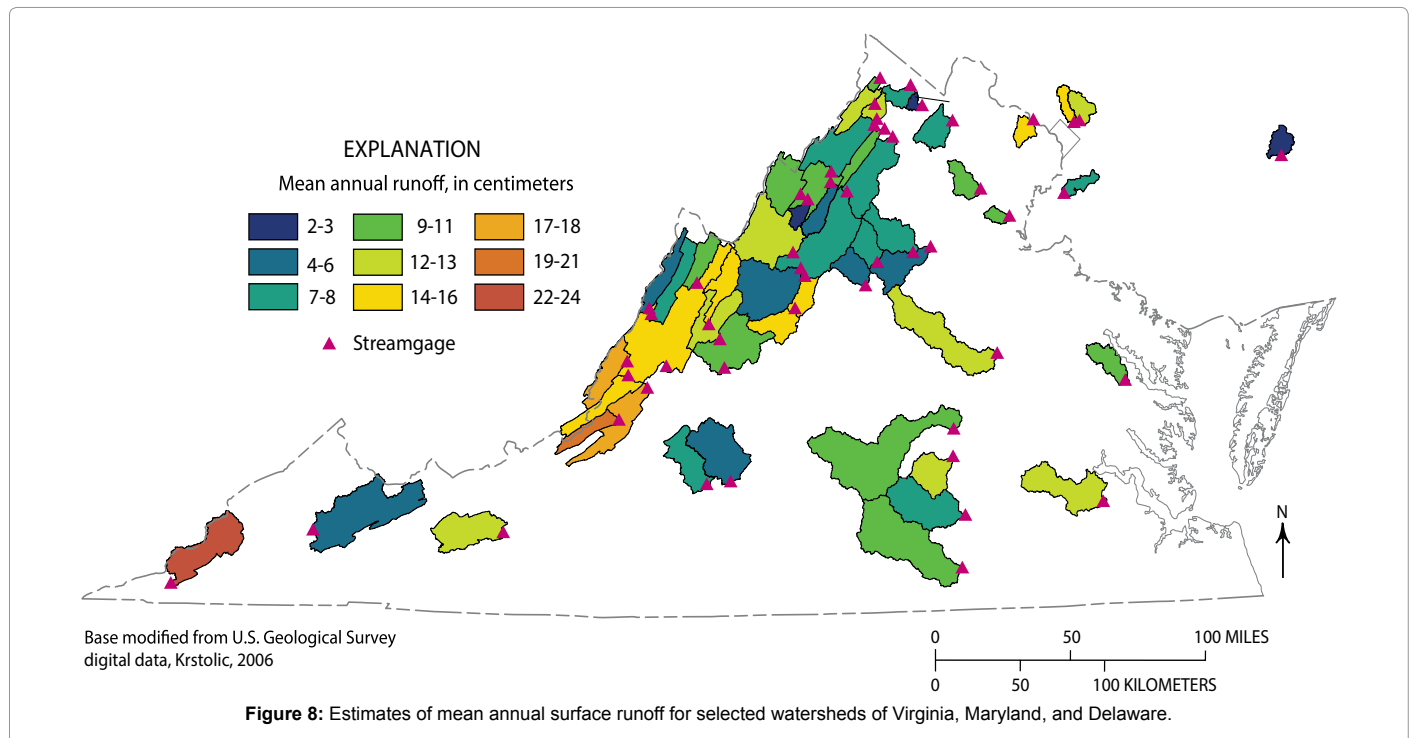 EXPLANATION
Mean annual runoff, in centimeters
2-3 9-11 17-18
4-6 12-13 19-21
7-8 14-16 22-24
Streamgage
N
Base modified from U.S. Geological Survey
digital data, Krstolic, 2006
0 50 100 MILES
0 50 100 KILOMETERS
Figure 8: Estimates of mean annual surface runoff for selected watersheds of Virginia, Maryland, and Delaware.